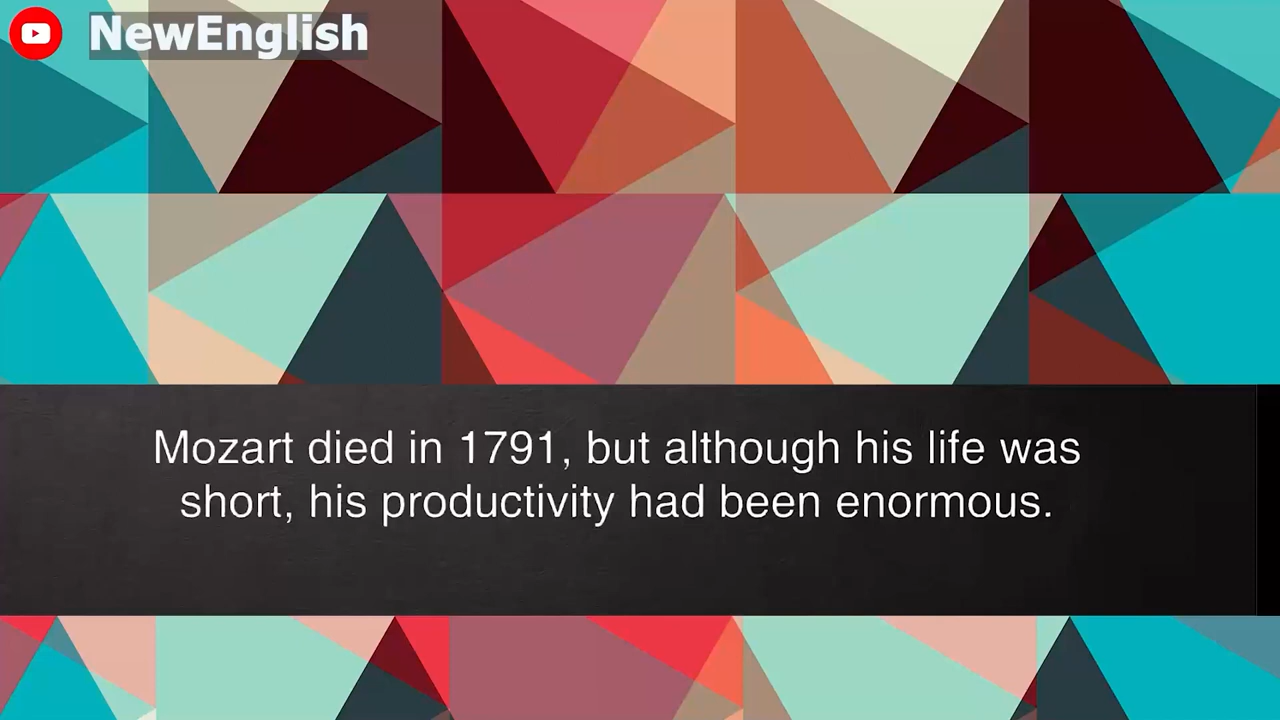 NewEnglish
Mozart died in 1791, but although his life was
short, his productivity had been enormous.